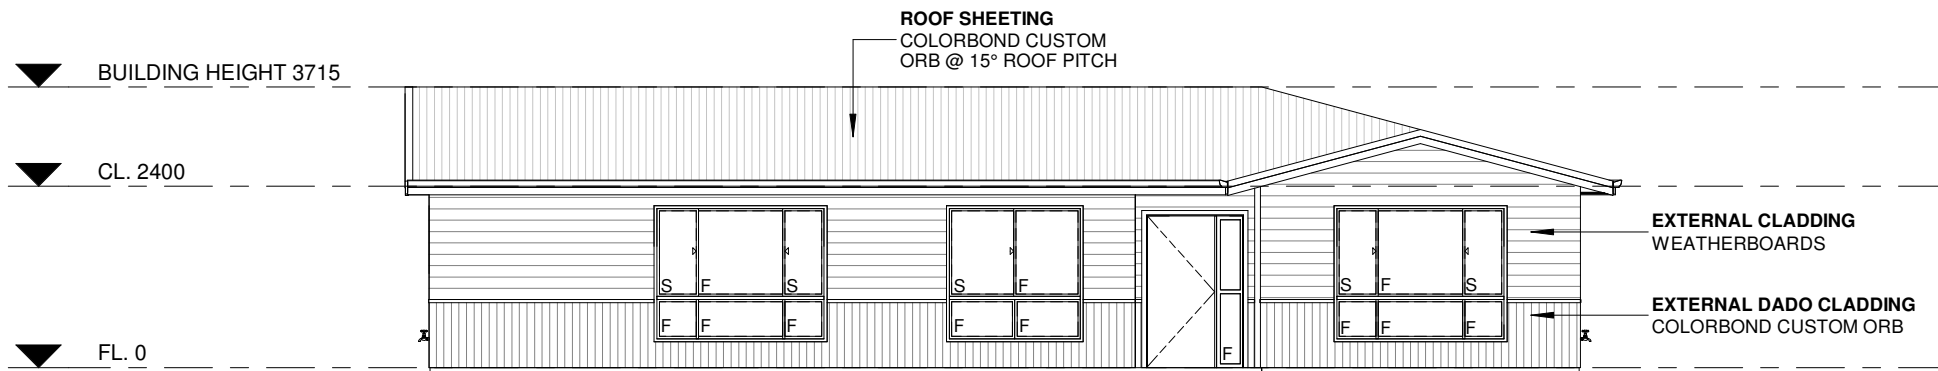 ROOF SHEETING
COLORBOND CUSTOM
ORB @ 15° ROOF PITCH
BUILDING HEIGHT 3715
CL. 2400
EXTERNAL CLADDING
WEATHERBOARDS
S F S
S F
S F S
EXTERNAL DADO CLADDING
COLORBOND CUSTOM ORB
F F F
F F
F F F
FL. 0
F